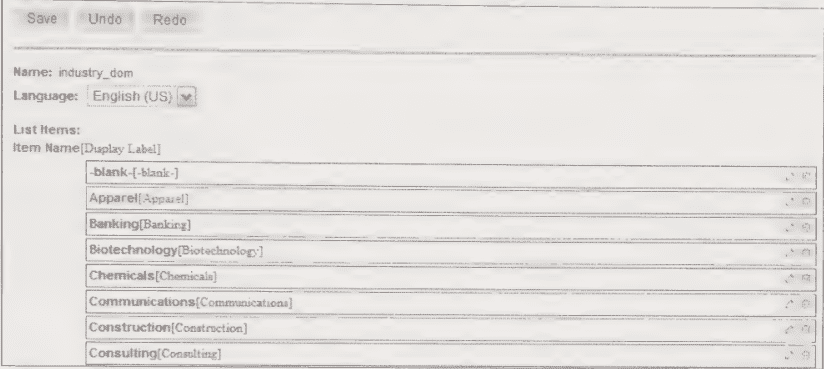 Save Undo Redo
Name: industry_dom
Language: English (US)
List Items:
Item Name[Display Label]
-blank-[-blank-]
Apparel[Apparel]
Banking[Banking]
Biotechnology[Biotechnology]
Chemicals[Chemicals]
Communications[Communications]
Construction[Construction]
Consulting[Consulting]